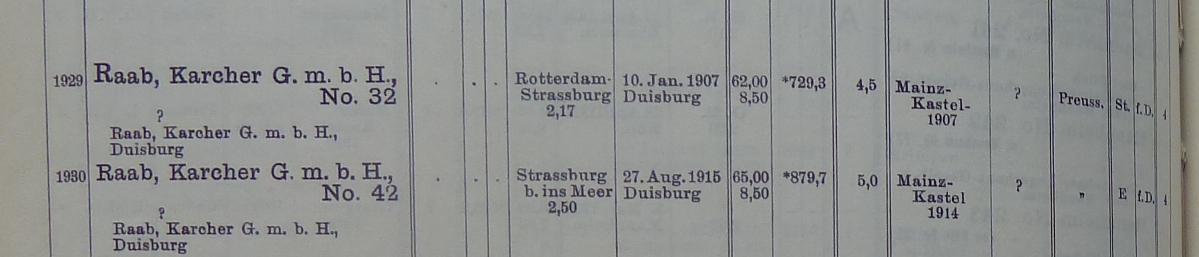 1929 Raab, Karcher G. m. b. H., . . . Rotterdam- 10. Jan. 1907 62,00 *729,3 4,5 Mainz- ? Preuss. St. f.D.
No. 32 Strassburg Duisburg 8,50 Kastel-
? 2,17 1907
Raab, Karcher G. m. b. H.,
Duisburg
1930 Raab, Karcher G. m. b. H., . . . Strassburg 27. Aug. 1915 65,00 *879,7 5,0 Mainz- ? „ E f.D.
No. 42 b. ins Meer Duisburg 8,50 Kastel
? 2,50 1914
Raab, Karcher G. m. b. H.,
Duisburg